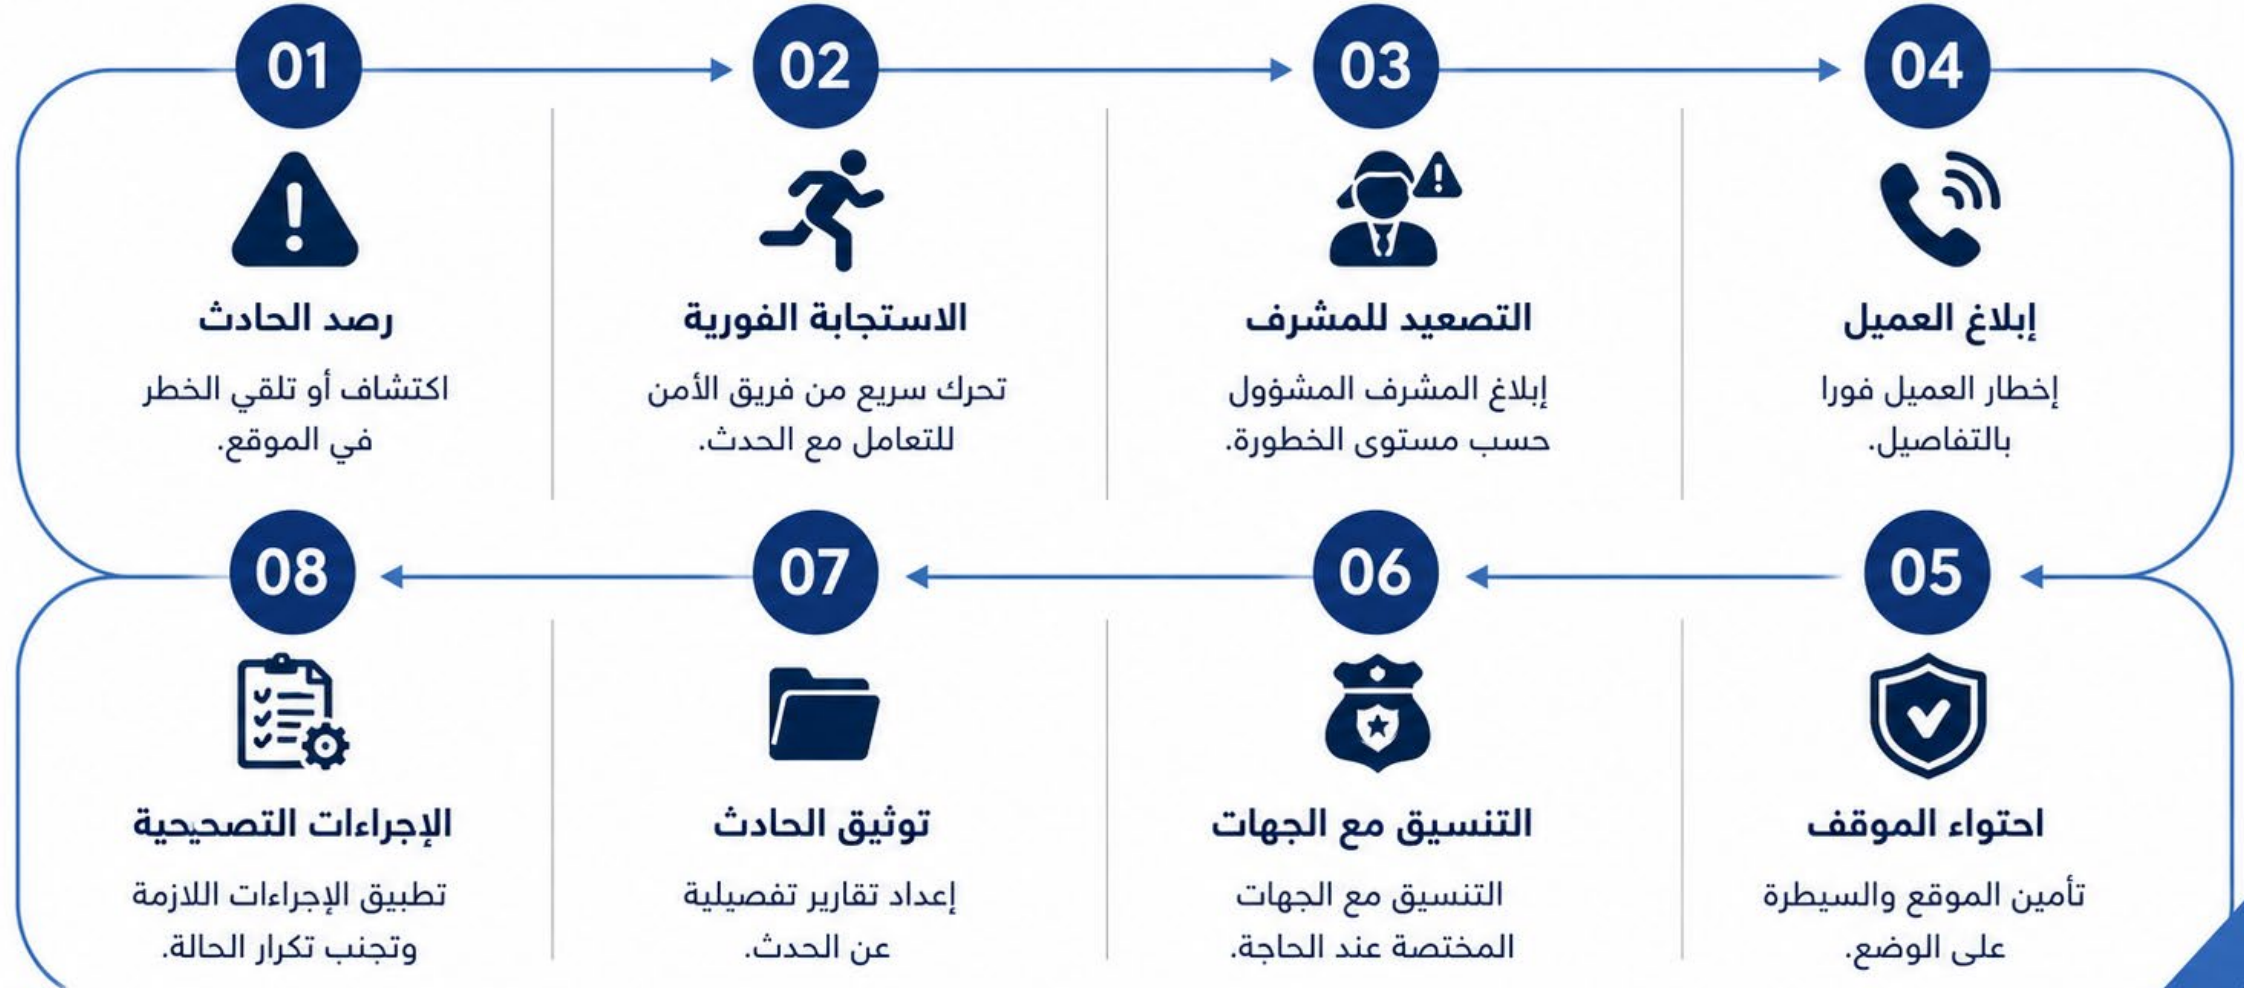 01
رصد الحادث
اكتشاف أو تلقي الخطر
في الموقع.
02
الاستجابة الفورية
تحرك سريع من فريق الأمن
للتعامل مع الحدث.
03
التصعيد للمشرف
إبلاغ المشرف المشؤول
حسب مستوى الخطورة.
04
إبلاغ العميل
إخطار العميل فورا
بالتفاصيل.
05
احتواء الموقف
تأمين الموقع والسيطرة
على الوضع.
06
التنسيق مع الجهات
التنسيق مع الجهات
المختصة عند الحاجة.
07
توثيق الحادث
إعداد تقارير تفصيلية
عن الحدث.
08
الإجراءات التصحيحية
تطبيق الإجراءات اللازمة
وتجنب تكرار الحالة.